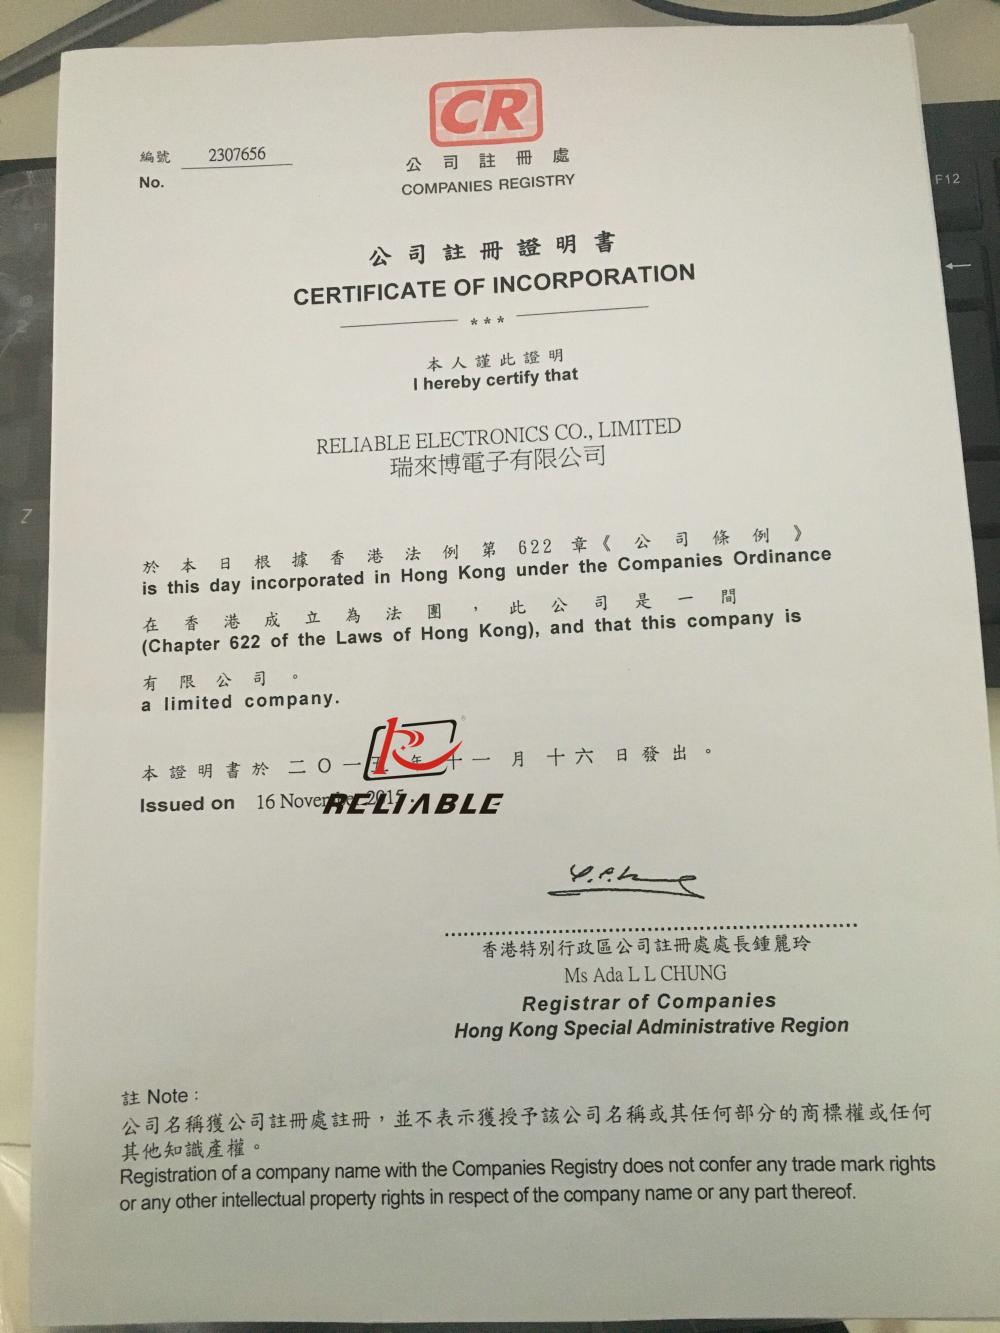 CR
編號 2307656
No.
公司註冊處
COMPANIES REGISTRY
公司註冊證明書
CERTIFICATE OF INCORPORATION
***
本人謹此證明
I hereby certify that
RELIABLE ELECTRONICS CO., LIMITED
瑞來博電子有限公司
於本日根據香港法例第622章《公司條例》
is this day incorporated in Hong Kong under the Companies Ordinance
在香港成立為法團，此公司是一間
(Chapter 622 of the Laws of Hong Kong), and that this company is
有限公司。
a limited company.
本證明書於二O一五年十一月十六日發出。
Issued on 16 November 2015.
RELIABLE
香港特別行政區公司註冊處處長鍾麗玲
Ms Ada L L CHUNG
Registrar of Companies
Hong Kong Special Administrative Region
註 Note :
公司名稱獲公司註冊處註冊，並不表示獲授予該公司名稱或其任何部分的商標權或任何
其他知識產權。
Registration of a company name with the Companies Registry does not confer any trade mark rights
or any other intellectual property rights in respect of the company name or any part thereof.
F12
Z